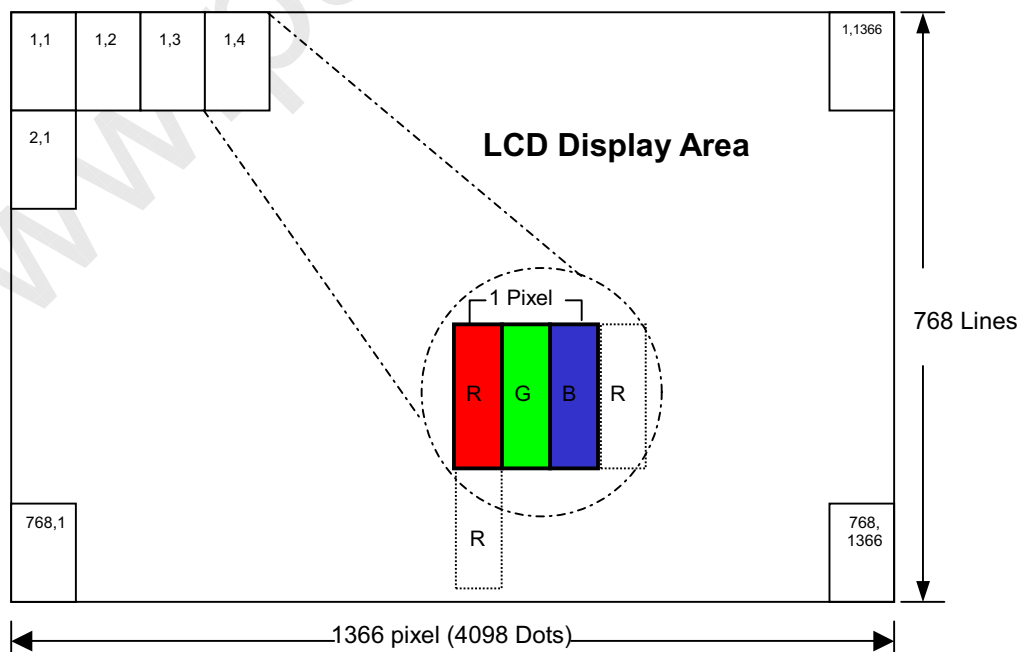 1,1 1,2 1,3 1,4 1,1366
2,1
LCD Display Area
1 Pixel
768 Lines
R G B R
R
768,1
768,
1366
1366 pixel (4098 Dots)